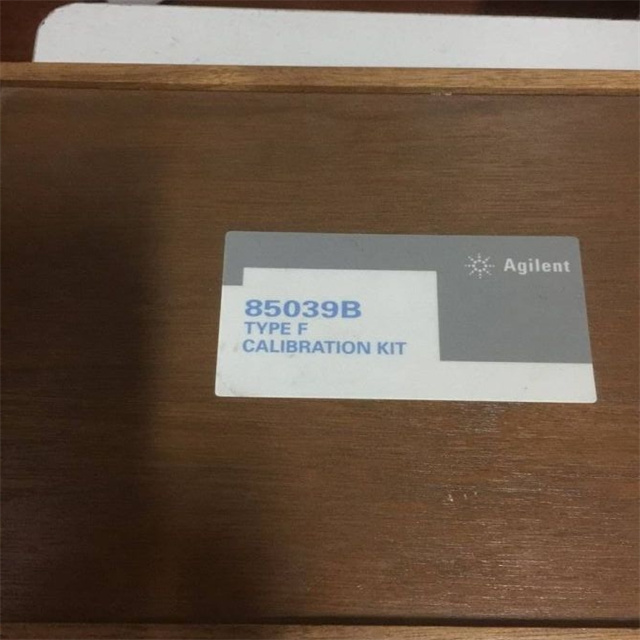 Agilent
85039B
TYPE F
CALIBRATION KIT